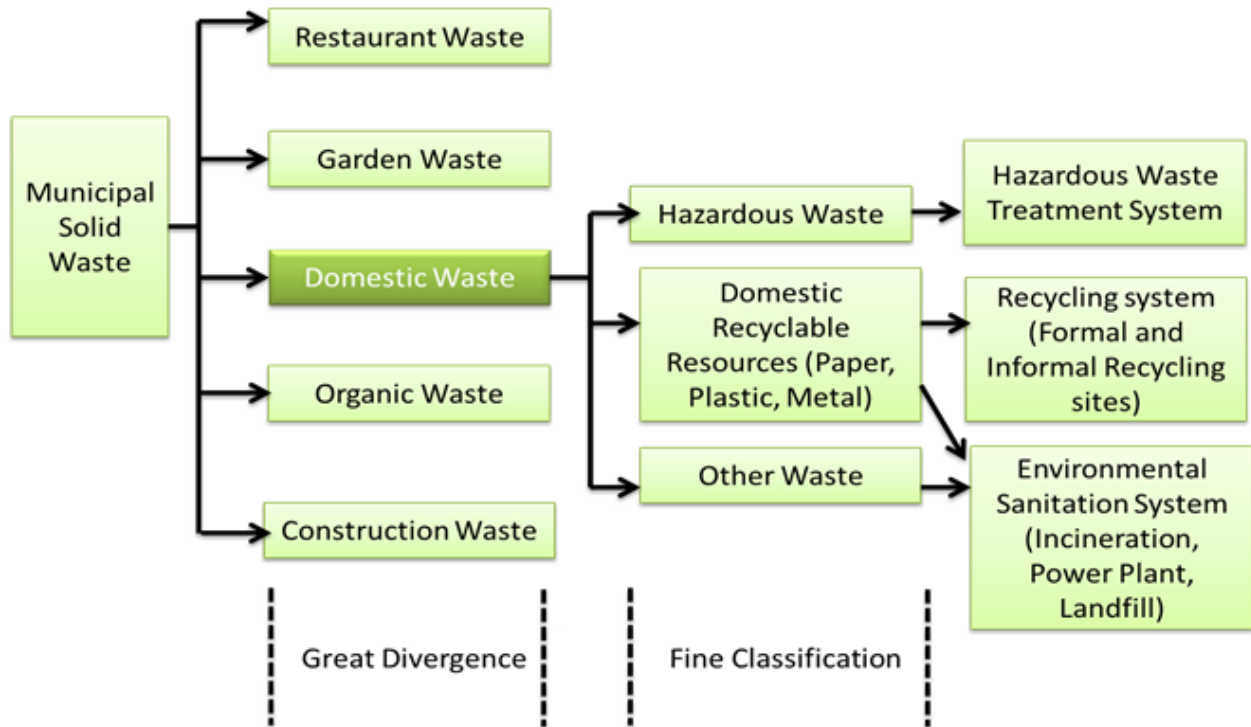 Municipal
Solid
Waste
Restaurant Waste
Garden Waste
Domestic Waste
Organic Waste
Construction Waste
Hazardous Waste
Domestic
Recyclable
Resources (Paper,
Plastic, Metal)
Other Waste
Hazardous Waste
Treatment System
Recycling system
(Formal and
Informal Recycling
sites)
Environmental
Sanitation System
(Incineration,
Power Plant,
Landfill)
Great Divergence
Fine Classification